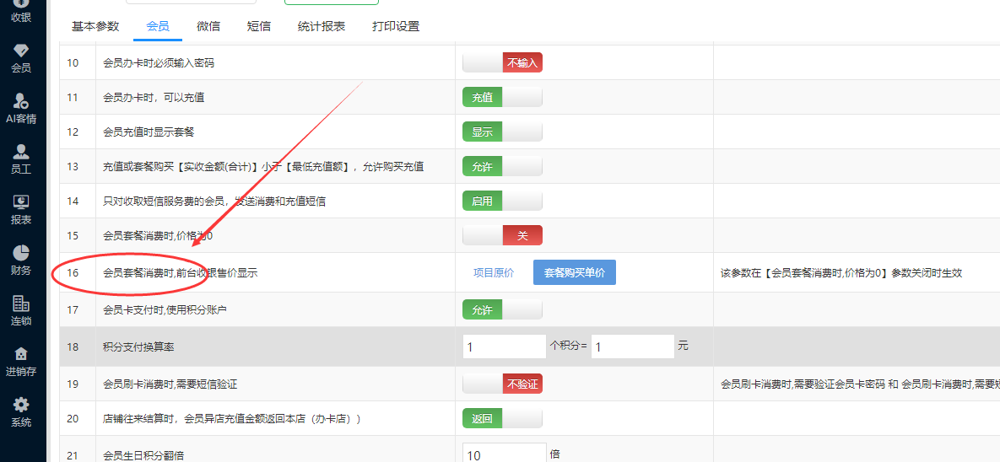 收银
会员
AI客情
员工
报表
财务
连锁
进销存
系统
基本参数 会员 微信 短信 统计报表 打印设置
10 会员办卡时必须输入密码 不输入
11 会员办卡时，可以充值 充值
12 会员充值时显示套餐 显示
13 充值或套餐购买【实收金额(合计)】小于【最低充值额】，允许购买充值 允许
14 只对收取短信服务费的会员，发送消费和充值短信 启用
15 会员套餐消费时,价格为0 关
16 会员套餐消费时,前台收银售价显示 项目原价 套餐购买单价 该参数在【会员套餐消费时,价格为0】参数关闭时生效
17 会员卡支付时,使用积分账户 允许
18 积分支付换算率 1 个积分= 1 元
19 会员刷卡消费时,需要短信验证 不验证 会员刷卡消费时,需要验证会员卡密码 和 会员刷卡消费时,需要
20 店铺往来结算时，会员异店充值金额返回本店（办卡店）） 返回
21 会员生日积分翻倍 10 倍